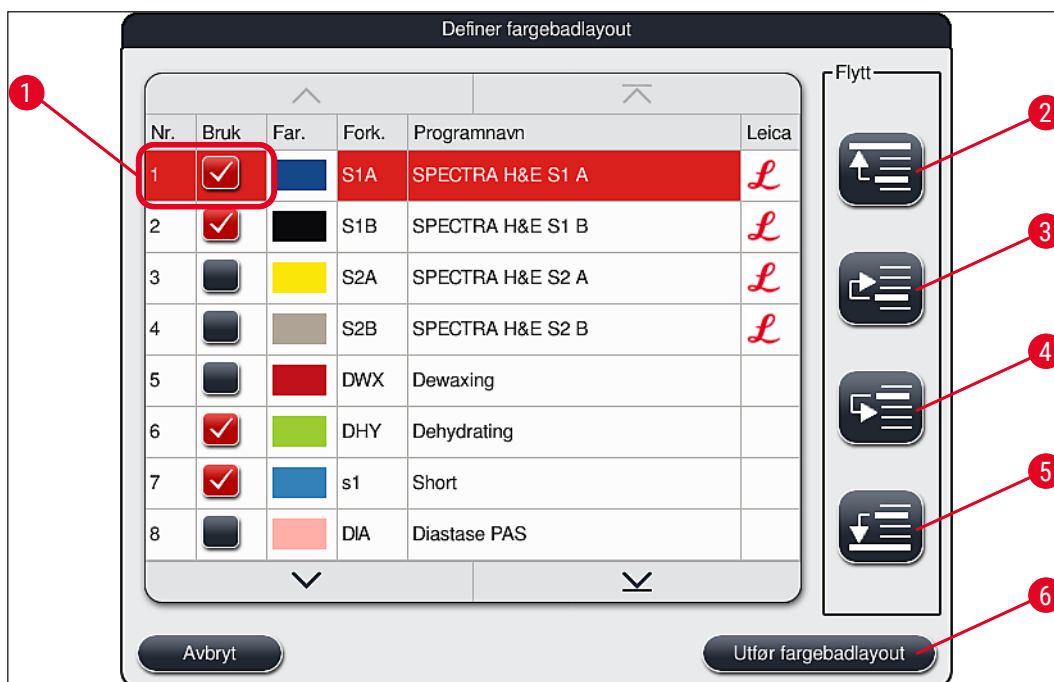 Definer fargebadlayout
Flytt
1
2
3
4
5
6
Nr. Bruk Far. Fork. Programnavn Leica
1 S1A SPECTRA H&E S1 A L
2 S1B SPECTRA H&E S1 B L
3 S2A SPECTRA H&E S2 A L
4 S2B SPECTRA H&E S2 B L
5 DWX Dewaxing
6 DHY Dehydrating
7 s1 Short
8 DIA Diastase PAS
Avbryt
Utfør fargebadlayout